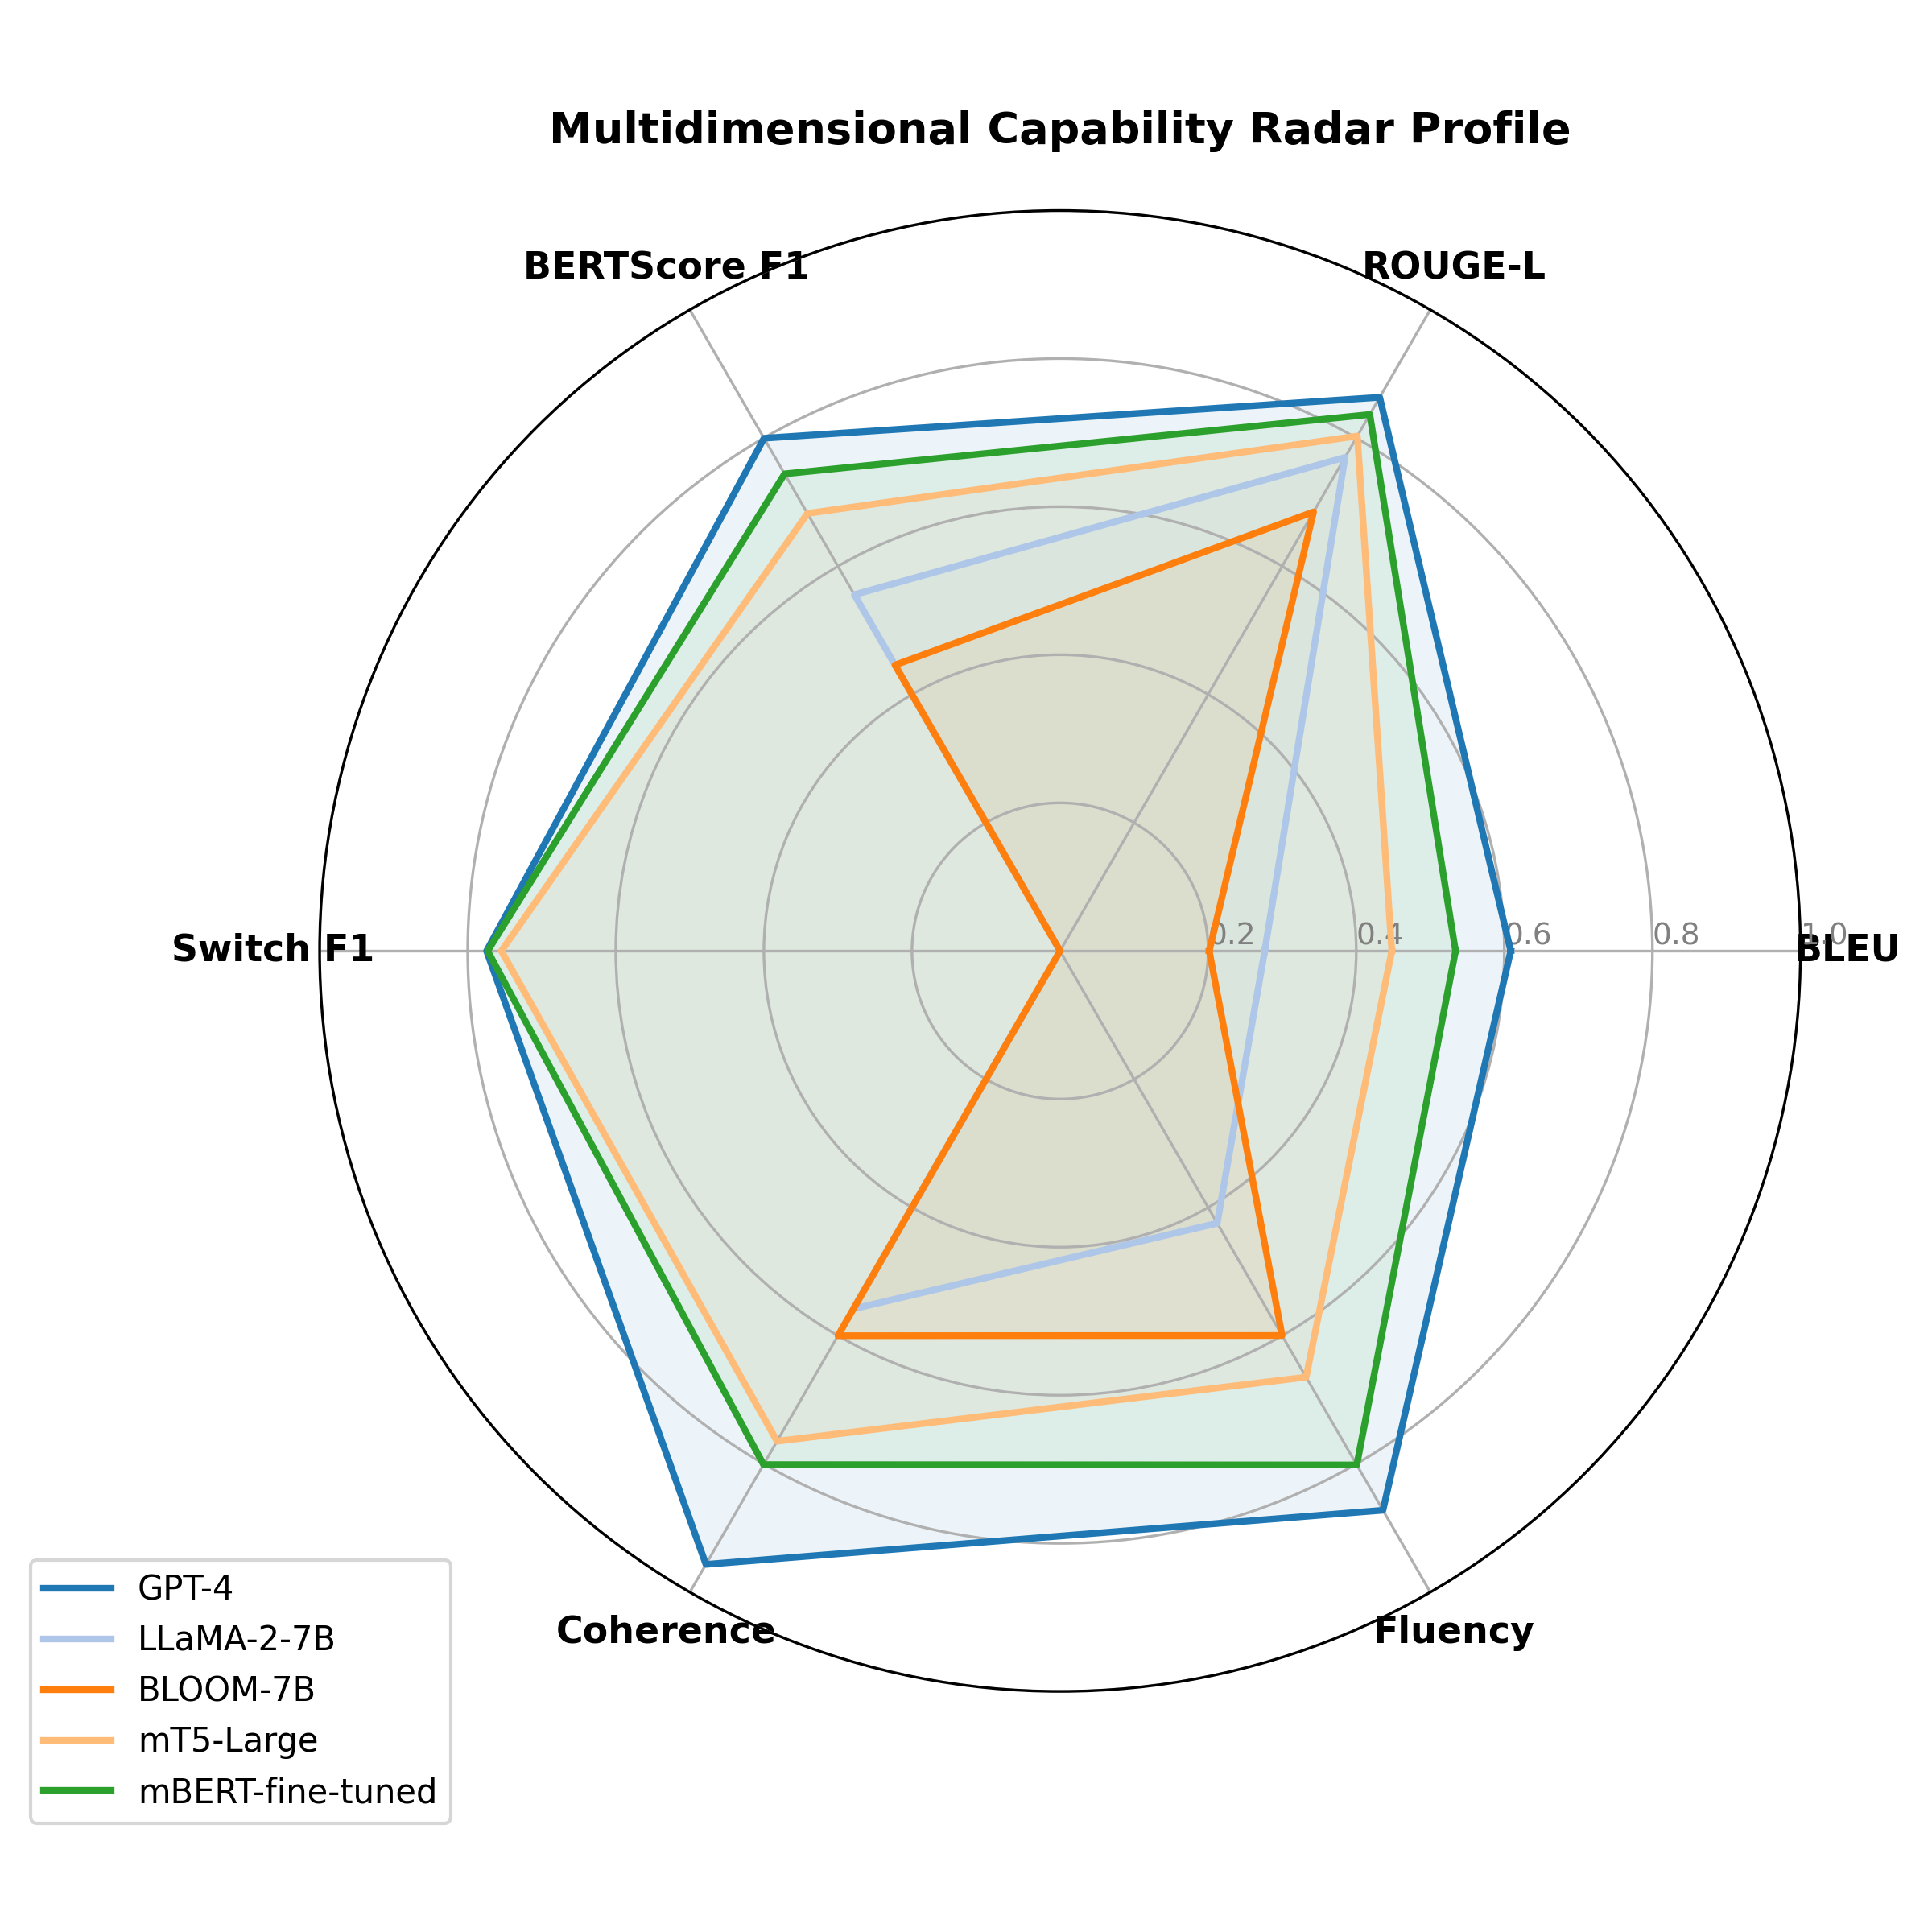 Multidimensional Capability Radar Profile
BERTScore F1
ROUGE-L
Switch F1
0.2
0.4
0.6
0.8
1.0
BLEU
Coherence
Fluency
GPT-4
LLaMA-2-7B
BLOOM-7B
mT5-Large
mBERT-fine-tuned